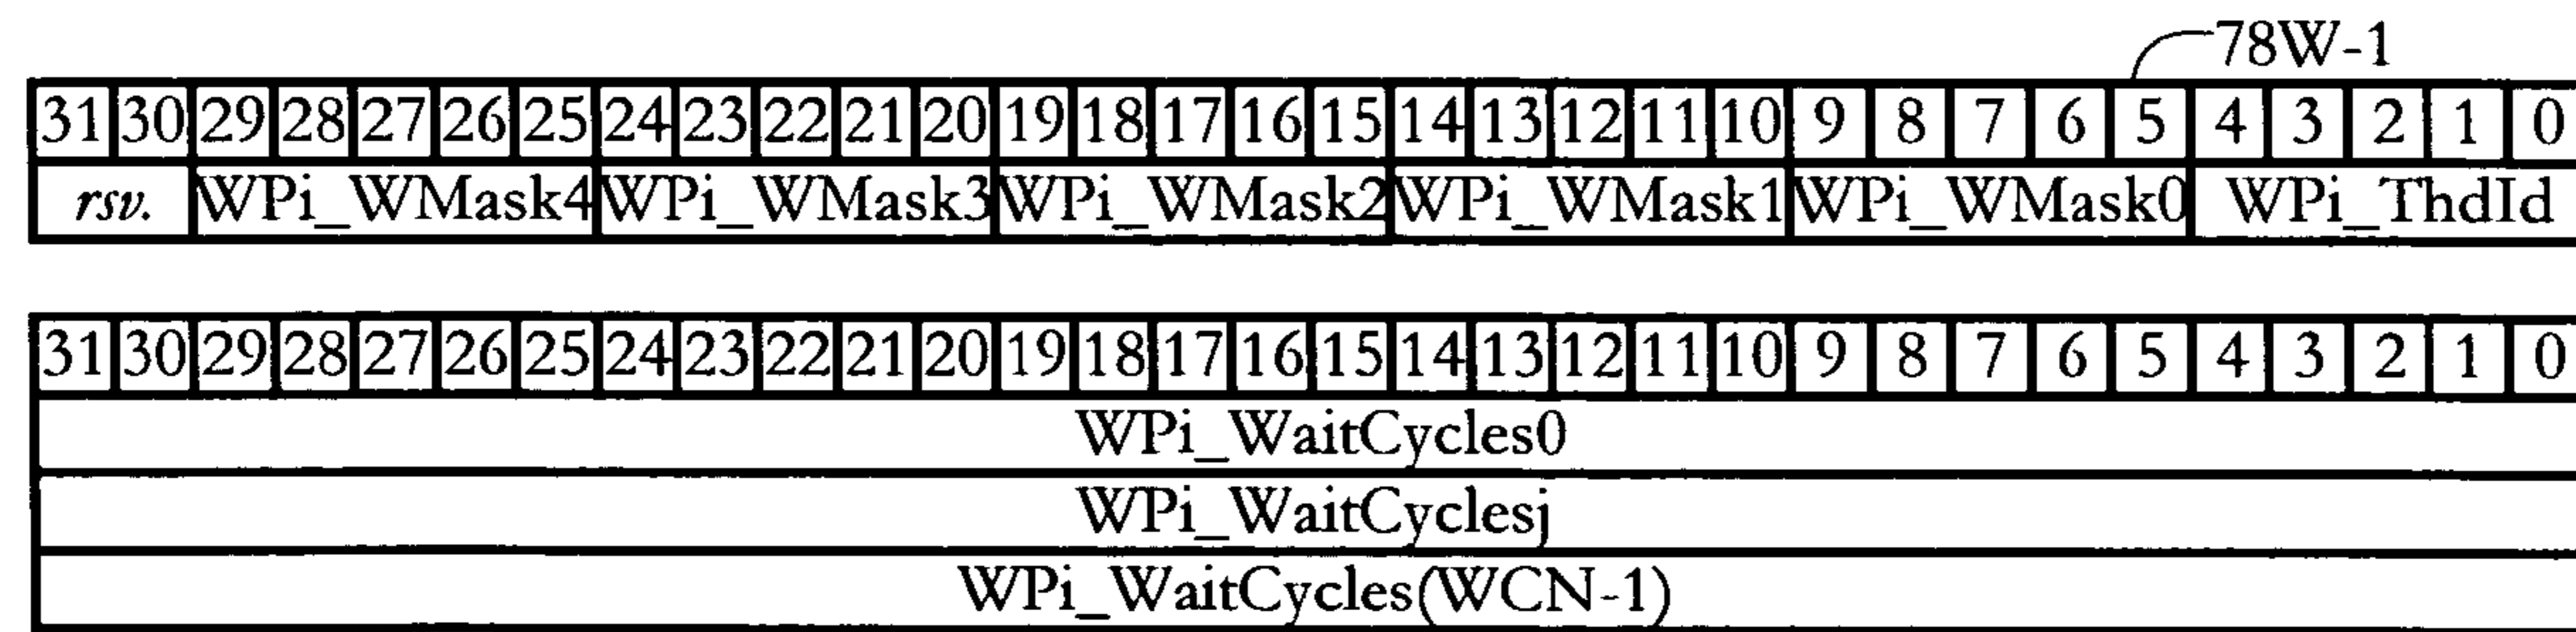 78W-1
31 30 29 28 27 26 25 24 23 22 21 20 19 18 17 16 15 14 13 12 11 10 9 8 7 6 5 4 3 2 1 0
rsv. WPi_WMask4 WPi_WMask3 WPi_WMask2 WPi_WMask1 WPi_WMask0 WPi_ThdId
31 30 29 28 27 26 25 24 23 22 21 20 19 18 17 16 15 14 13 12 11 10 9 8 7 6 5 4 3 2 1 0
WPi_WaitCycles0
WPi_WaitCyclesj
WPi_WaitCycles(WCN-1)